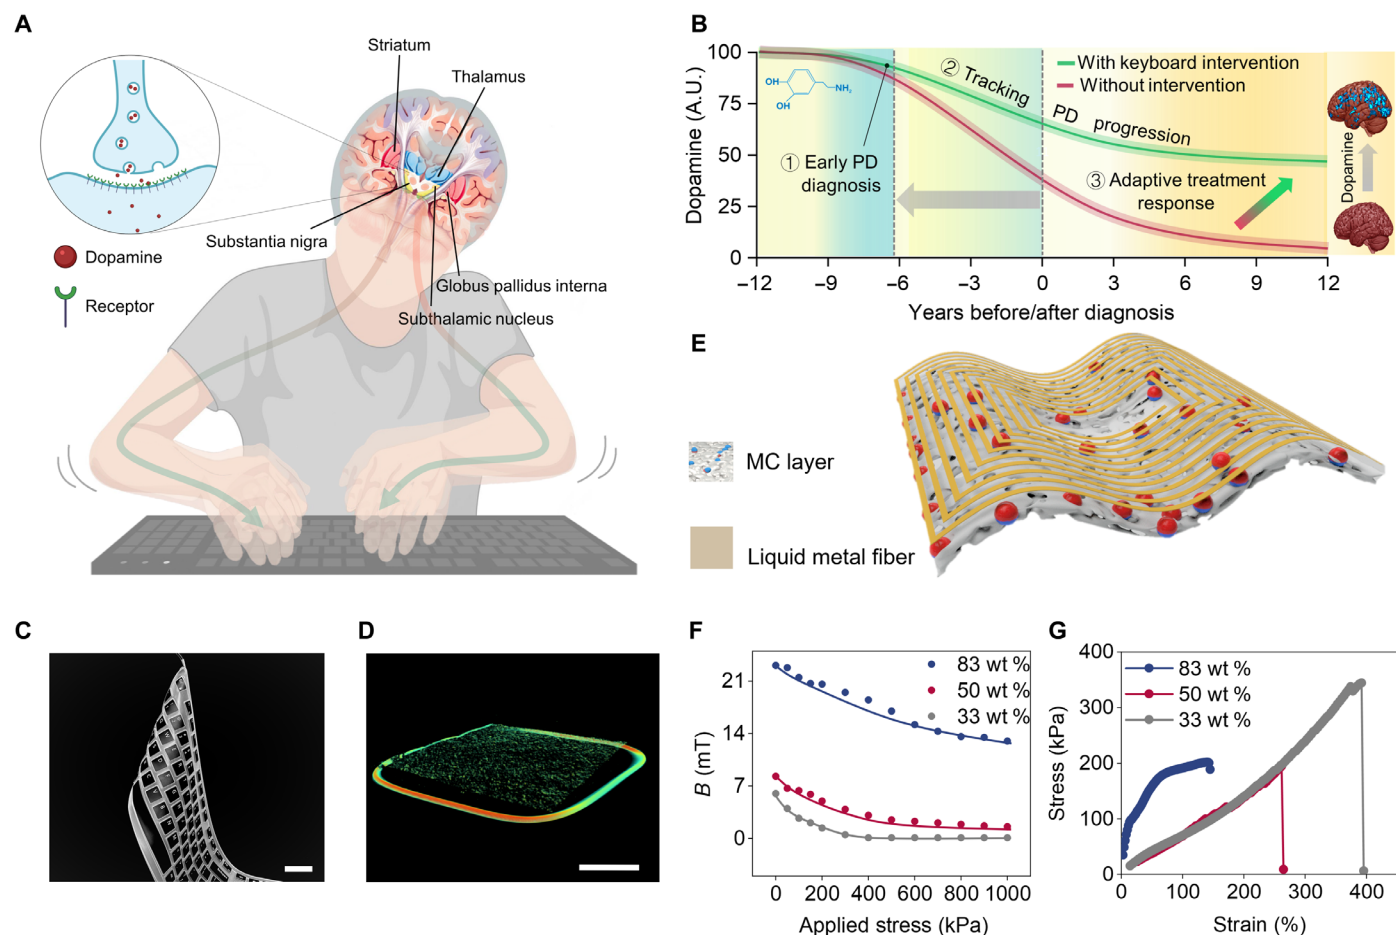 A
Striatum
Thalamus
Substantia nigra
Dopamine
Globus pallidus interna
Receptor
Subthalamic nucleus
B
100
75
50
25
0
Dopamine (A.U.)
OH
OH
NH₂
① Early PD
diagnosis
② Tracking
PD progression
With keyboard intervention
Without intervention
③ Adaptive treatment
response
Dopamine
−12 −9 −6 −3 0 3 6 9 12
Years before/after diagnosis
E
MC layer
Liquid metal fiber
C
D
F
21
14
7
0
B (mT)
83 wt %
50 wt %
33 wt %
0 200 400 600 800 1000
Applied stress (kPa)
G
400
300
200
100
0
Stress (kPa)
83 wt %
50 wt %
33 wt %
0 100 200 300 400
Strain (%)